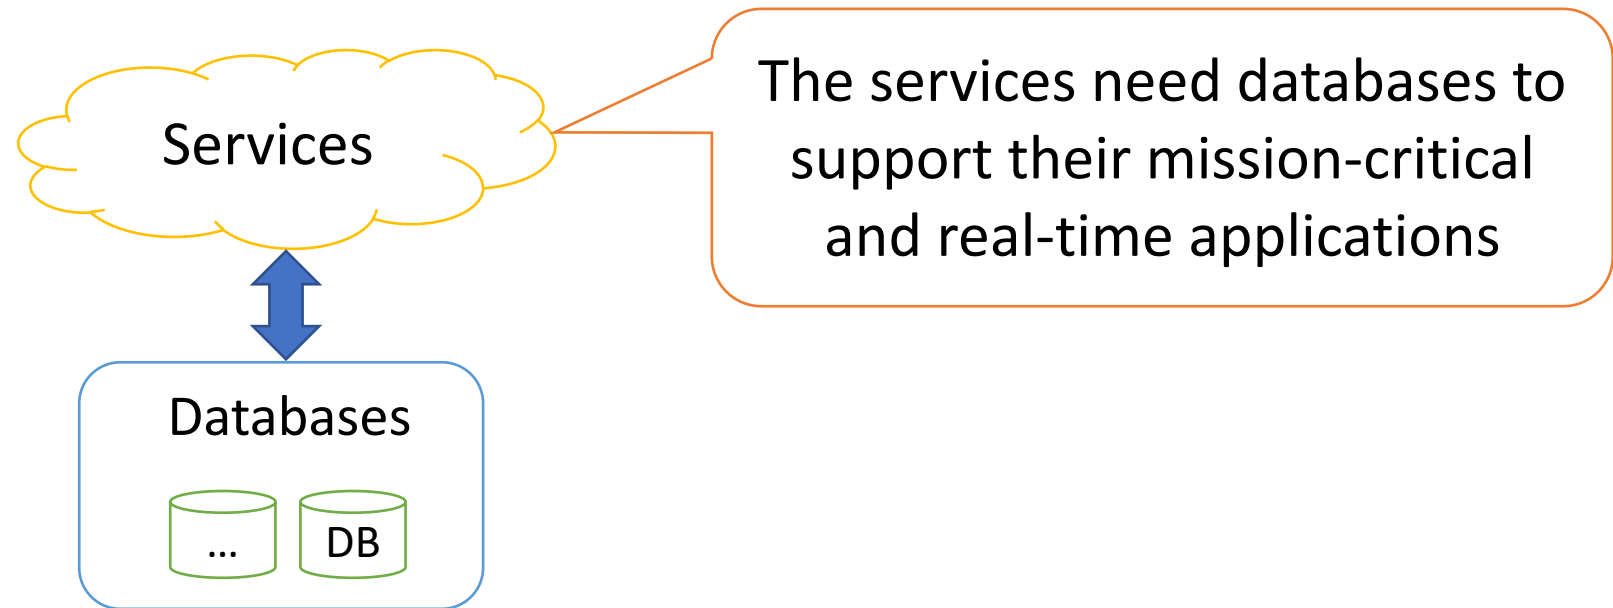 Services
The services need databases to
support their mission-critical
and real-time applications
Databases
...
DB